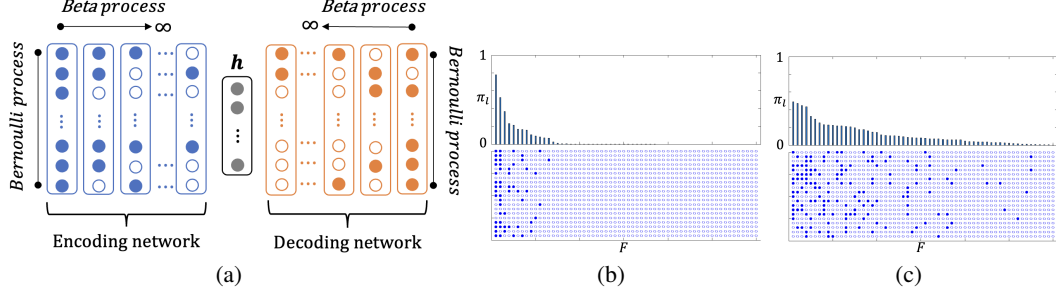 Beta process
∞
Bernoulli process
Encoding network
h
Beta process
∞
Bernoulli process
Decoding network
(a)
1
π_l
0
F
(b)
1
π_l
0
F
(c)